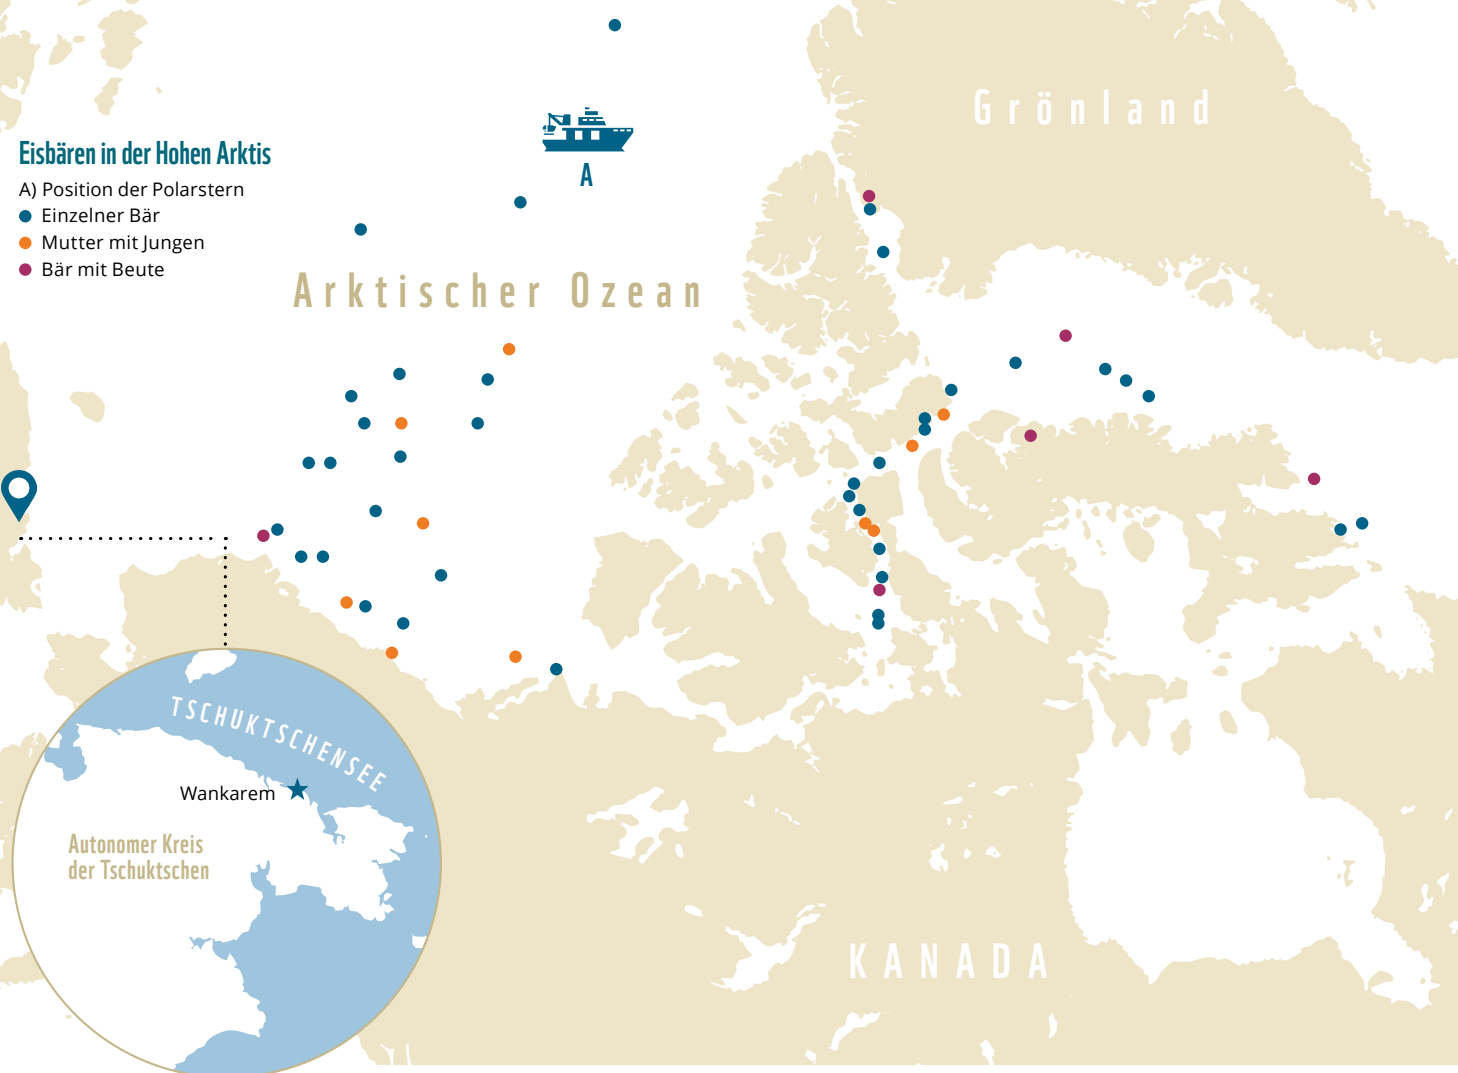 Grönland
A
Eisbären in der Hohen Arktis
A) Position der Polarstern
Einzelner Bär
Mutter mit Jungen
Bär mit Beute
Arktischer Ozean
TSCHUKTSCHENSEE
Wankarem
Autonomer Kreis
der Tschuktschen
KANADA